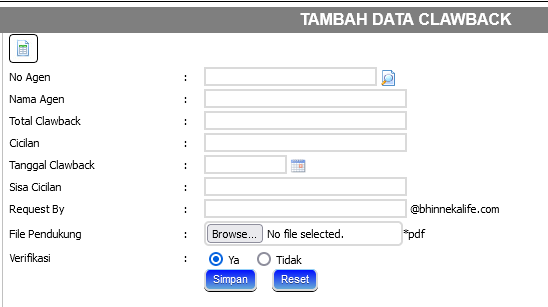 TAMBAH DATA CLAWBACK
No Agen :
Nama Agen :
Total Clawback :
Cicilan :
Tanggal Clawback :
Sisa Cicilan :
Request By : @bhinnekalife.com
File Pendukung : Browse... No file selected. *pdf
Verifikasi : Ya Tidak
Simpan Reset